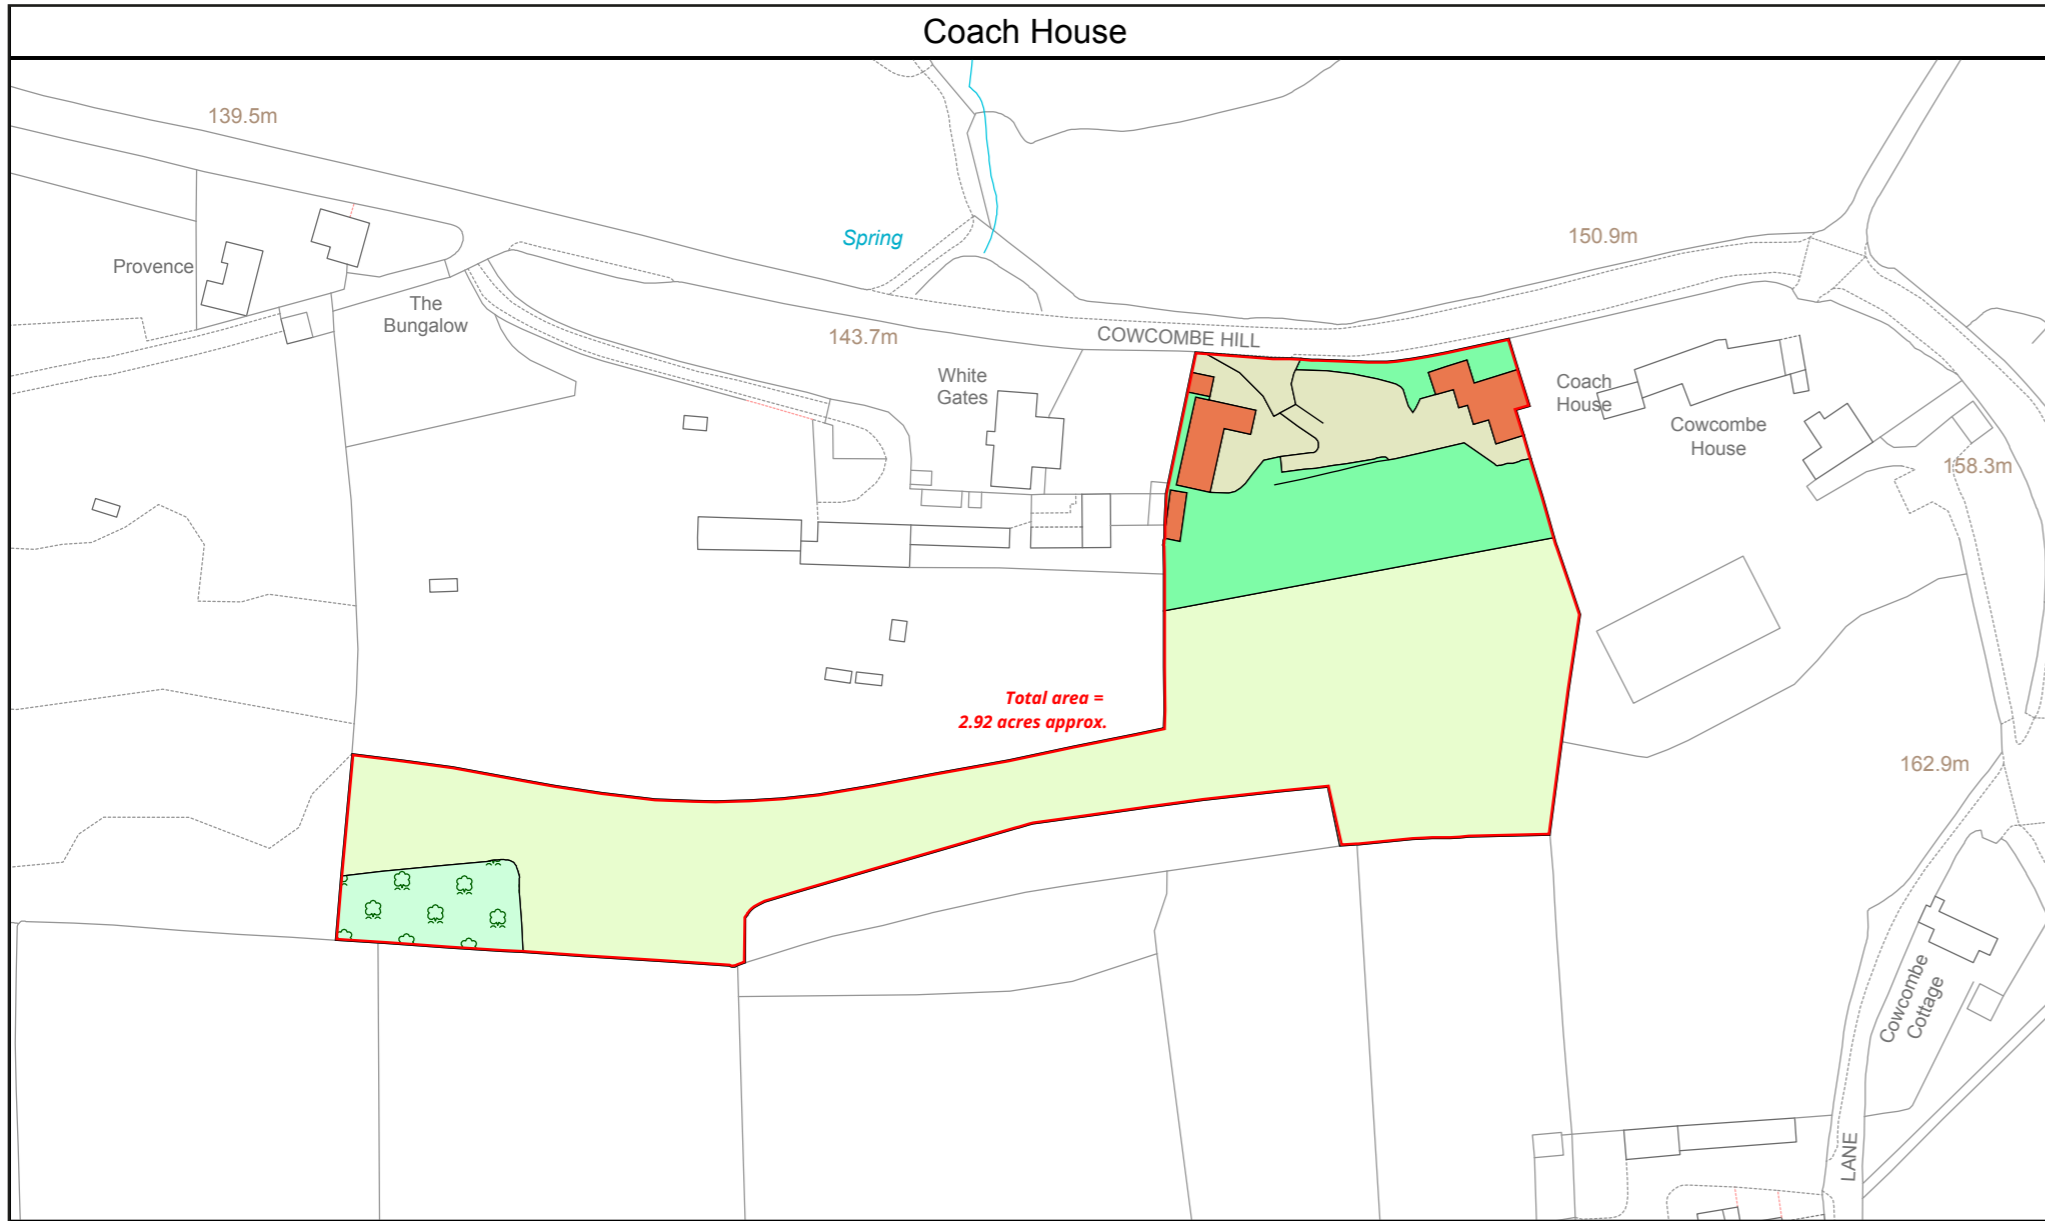 Coach House
139.5m
Spring
150.9m
Provence
The
Bungalow
143.7m
COWCOMBE HILL
White
Gates
Coach
House
Cowcombe
House
158.3m
Total area =
2.92 acres approx.
162.9m
Cowcombe
Cottage
LANE